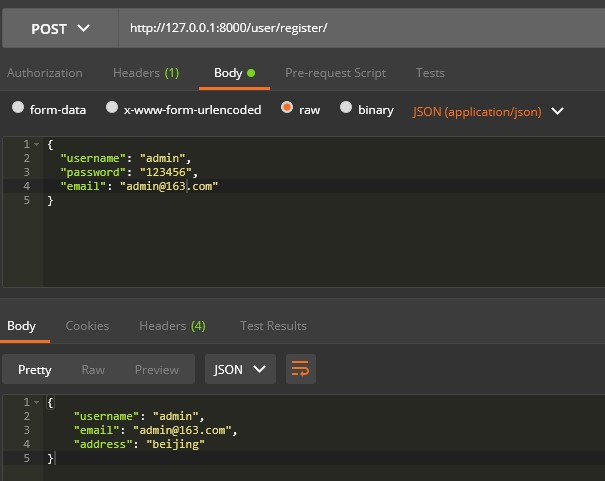 POST http://127.0.0.1:8000/user/register/
Authorization Headers (1) Body Pre-request Script Tests
form-data x-www-form-urlencoded raw binary JSON (application/json)
1 {
2 "username": "admin",
3 "password": "123456",
4 "email": "admin@163.com"
5 }
Body Cookies Headers (4) Test Results
Pretty Raw Preview JSON
1 {
2 "username": "admin",
3 "email": "admin@163.com",
4 "address": "beijing"
5 }